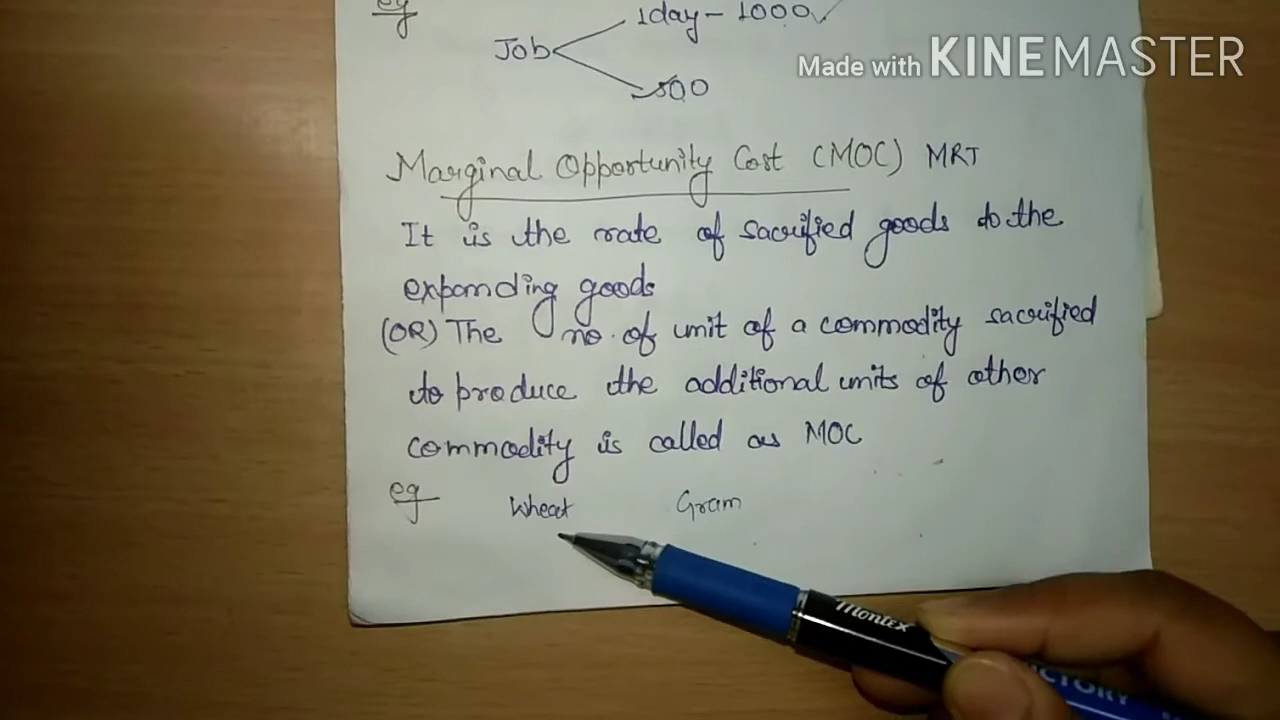 eg
1day - 1000 ✓
Job
500
Made with KINEMASTER
Marginal Opportunity Cost (MOC) MRT
It is the rate of sacrified goods to the
expanding goods
(OR) The no. of unit of a commodity sacrified
to produce the additional units of other
commodity is called as MOC
eg Wheat Gram
Montex